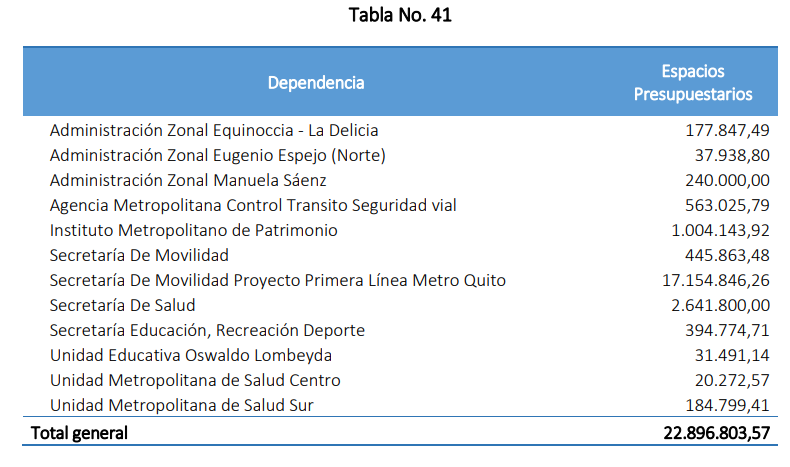 Tabla No. 41
Dependencia Espacios Presupuestarios
Administración Zonal Equinoccia - La Delicia 177.847,49
Administración Zonal Eugenio Espejo (Norte) 37.938,80
Administración Zonal Manuela Sáenz 240.000,00
Agencia Metropolitana Control Transito Seguridad vial 563.025,79
Instituto Metropolitano de Patrimonio 1.004.143,92
Secretaría De Movilidad 445.863,48
Secretaría De Movilidad Proyecto Primera Línea Metro Quito 17.154.846,26
Secretaría De Salud 2.641.800,00
Secretaría Educación, Recreación Deporte 394.774,71
Unidad Educativa Oswaldo Lombeyda 31.491,14
Unidad Metropolitana de Salud Centro 20.272,57
Unidad Metropolitana de Salud Sur 184.799,41
Total general 22.896.803,57